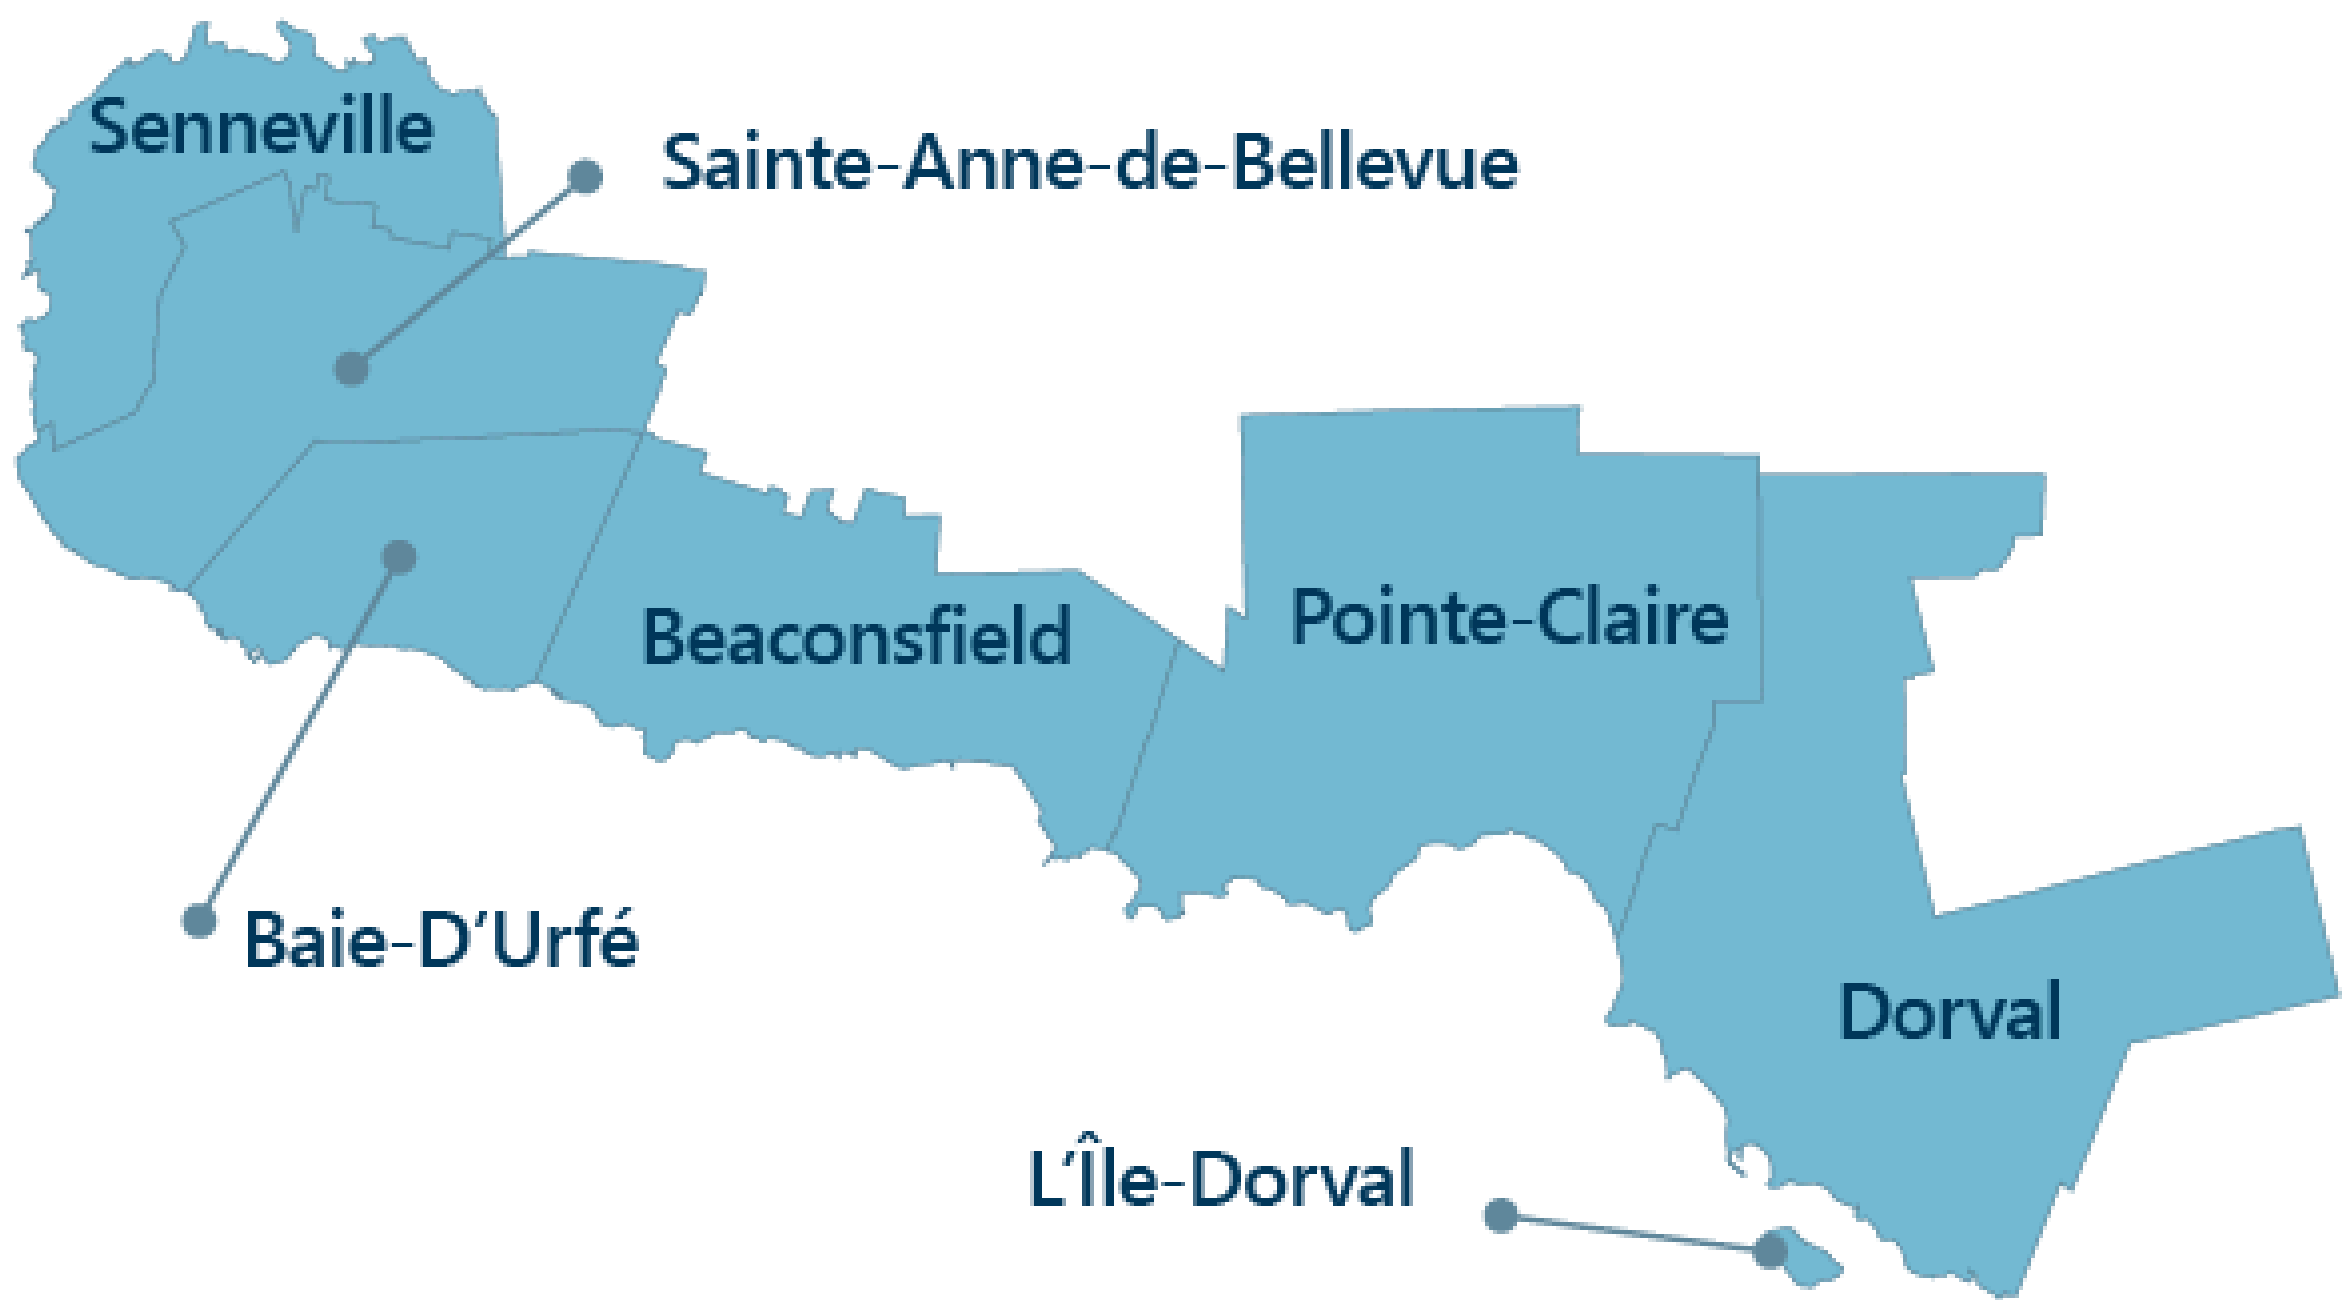 Senneville
Sainte-Anne-de-Bellevue
Beaconsfield
Pointe-Claire
Baie-D’Urfé
Dorval
L’Île-Dorval